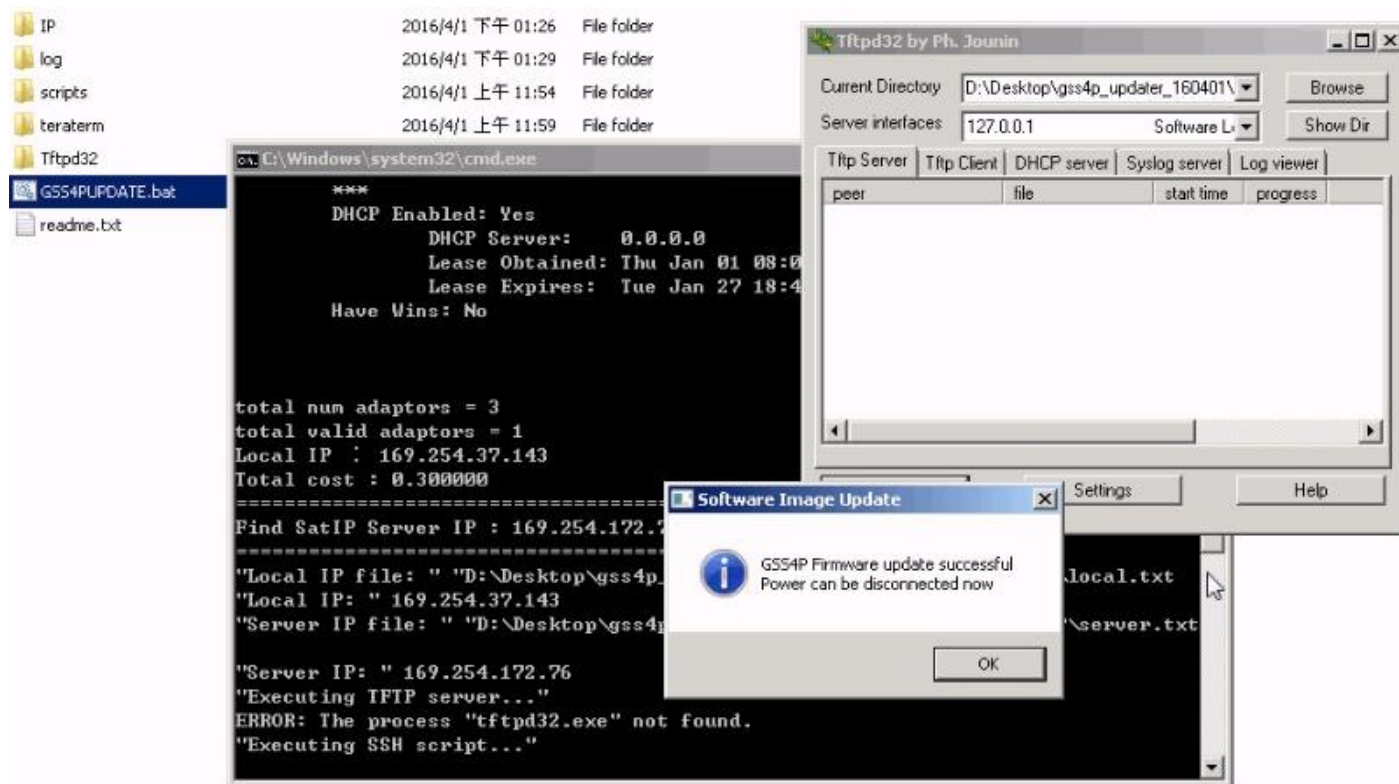 IP 2016/4/1 下午 01:26 File folder
log 2016/4/1 下午 01:29 File folder
scripts 2016/4/1 上午 11:54 File folder
teraterm 2016/4/1 上午 11:59 File folder
Tftpd32
GSS4PUPDATE.bat
readme.txt
C:\Windows\system32\cmd.exe
***
DHCP Enabled: Yes
DHCP Server: 0.0.0.0
Lease Obtained: Thu Jan 01 08:0
Lease Expires: Tue Jan 27 18:4
Have Wins: No
total num adaptors = 3
total valid adaptors = 1
Local IP : 169.254.37.143
Total cost : 0.300000
================================
Find SatIP Server IP : 169.254.172.7
================================
"Local IP file: " "D:\Desktop\gss4p_ \local.txt
"Local IP: " 169.254.37.143
"Server IP file: " "D:\Desktop\gss4p \server.txt
"Server IP: " 169.254.172.76
"Executing TFTP server..."
ERROR: The process "tftpd32.exe" not found.
"Executing SSH script..."
Tftpd32 by Ph. Jounin
Current Directory D:\Desktop\gss4p_updater_160401\ Browse
Server interfaces 127.0.0.1 Software Show Dir
Tftp Server Tftp Client DHCP server Syslog server Log viewer
peer file start time progress
Settings Help
Software Image Update
GSS4P Firmware update successful
Power can be disconnected now
OK